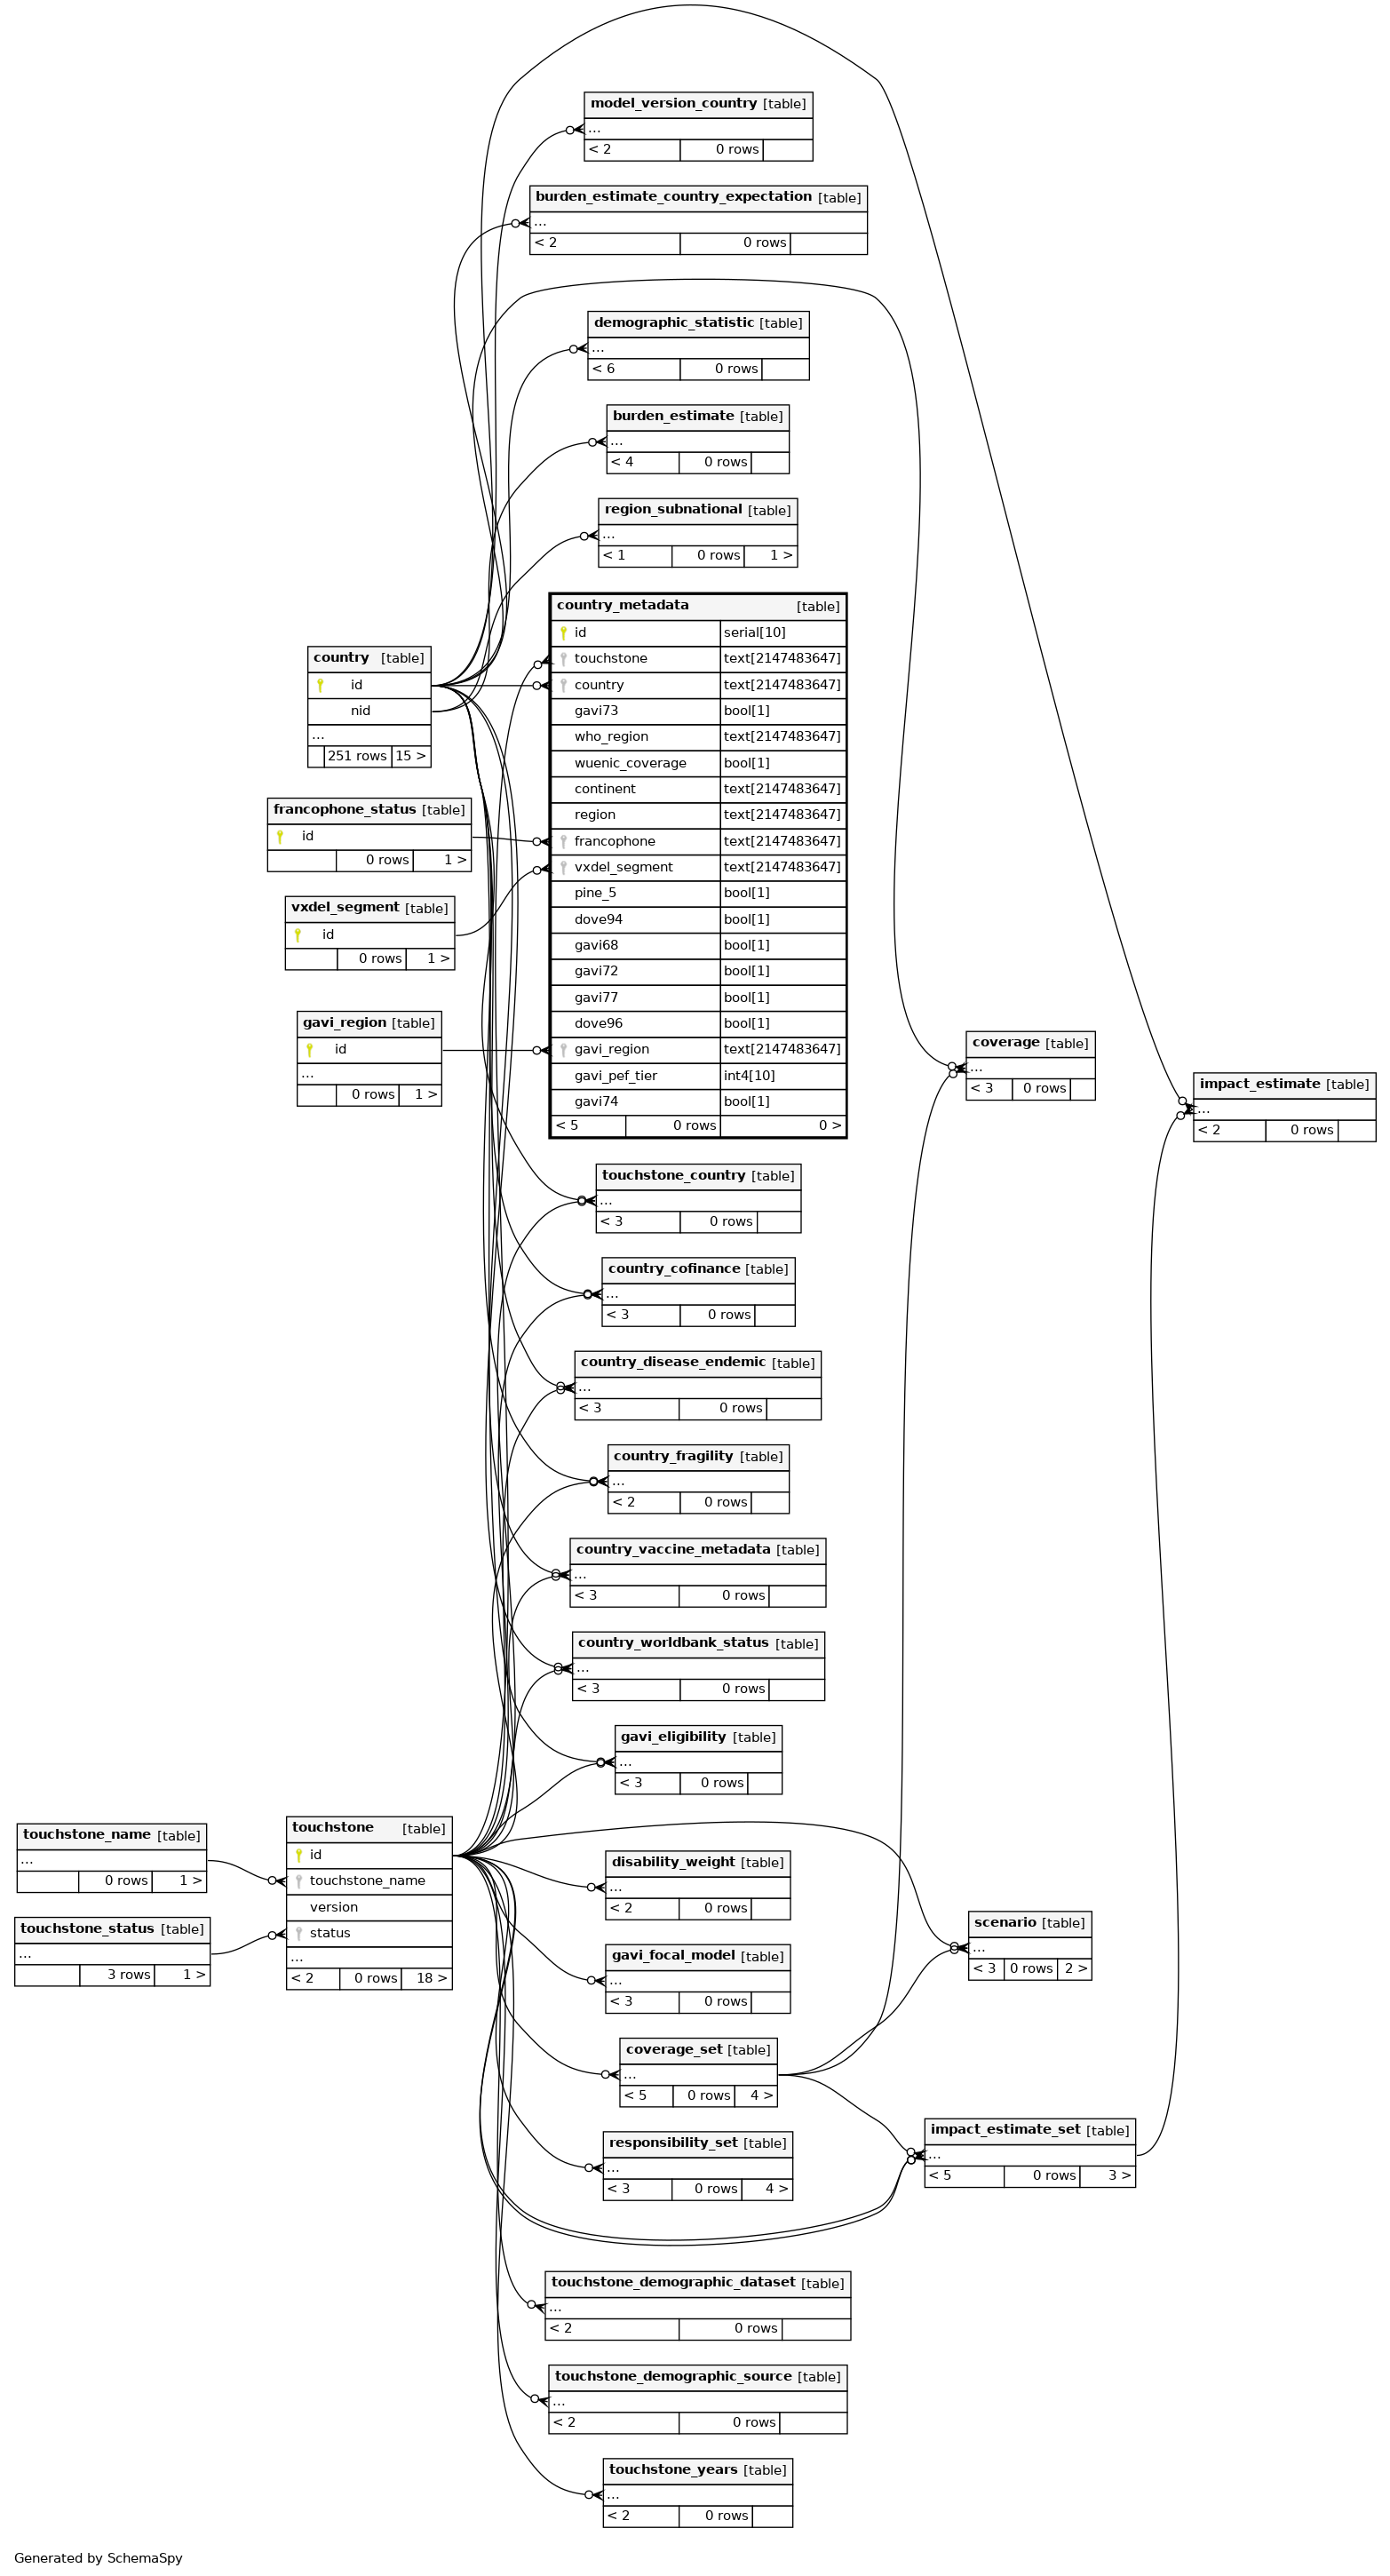 model_version_country [table]
...
< 2 0 rows
burden_estimate_country_expectation [table]
...
< 2 0 rows
demographic_statistic [table]
...
< 6 0 rows
burden_estimate [table]
...
< 4 0 rows
region_subnational [table]
...
< 1 0 rows 1 >
country_metadata [table]
id serial[10]
touchstone text[2147483647]
country text[2147483647]
gavi73 bool[1]
who_region text[2147483647]
wuenic_coverage bool[1]
continent text[2147483647]
region text[2147483647]
francophone text[2147483647]
vxdel_segment text[2147483647]
pine_5 bool[1]
dove94 bool[1]
gavi68 bool[1]
gavi72 bool[1]
gavi77 bool[1]
dove96 bool[1]
gavi_region text[2147483647]
gavi_pef_tier int4[10]
gavi74 bool[1]
< 5 0 rows 0 >
country [table]
id
nid
...
251 rows 15 >
francophone_status [table]
id
0 rows 1 >
vxdel_segment [table]
id
0 rows 1 >
gavi_region [table]
id
...
0 rows 1 >
coverage [table]
...
< 3 0 rows
impact_estimate [table]
...
< 2 0 rows
touchstone_country [table]
...
< 3 0 rows
country_cofinance [table]
...
< 3 0 rows
country_disease_endemic [table]
...
< 3 0 rows
country_fragility [table]
...
< 2 0 rows
country_vaccine_metadata [table]
...
< 3 0 rows
country_worldbank_status [table]
...
< 3 0 rows
gavi_eligibility [table]
...
< 3 0 rows
touchstone_name [table]
...
0 rows 1 >
touchstone_status [table]
...
3 rows 1 >
touchstone [table]
id
touchstone_name
version
status
...
< 2 0 rows 18 >
disability_weight [table]
...
< 2 0 rows
gavi_focal_model [table]
...
< 3 0 rows
scenario [table]
...
< 3 0 rows 2 >
coverage_set [table]
...
< 5 0 rows 4 >
responsibility_set [table]
...
< 3 0 rows 4 >
impact_estimate_set [table]
...
< 5 0 rows 3 >
touchstone_demographic_dataset [table]
...
< 2 0 rows
touchstone_demographic_source [table]
...
< 2 0 rows
touchstone_years [table]
...
< 2 0 rows
Generated by SchemaSpy